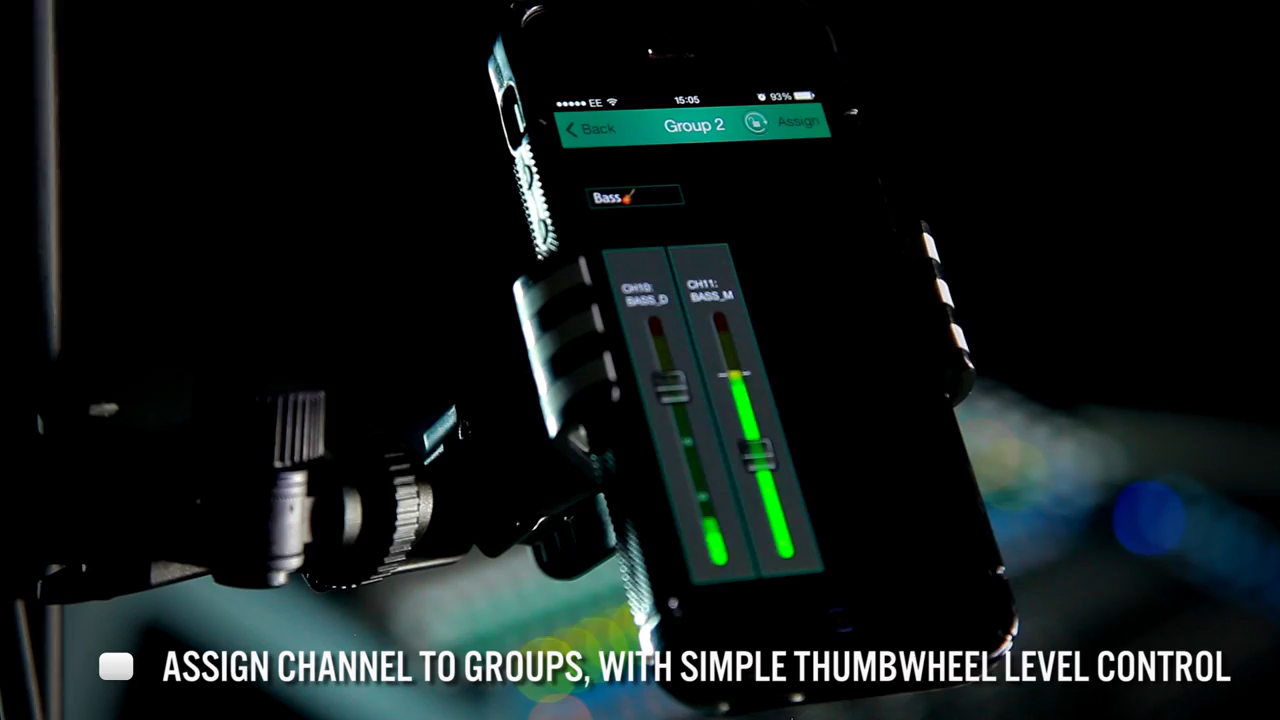 ●●●●● EE 15:05 93%
Back Group 2 Assign
Bass🎸
CH10: CH11:
BASS_D BASS_M
ASSIGN CHANNEL TO GROUPS, WITH SIMPLE THUMBWHEEL LEVEL CONTROL